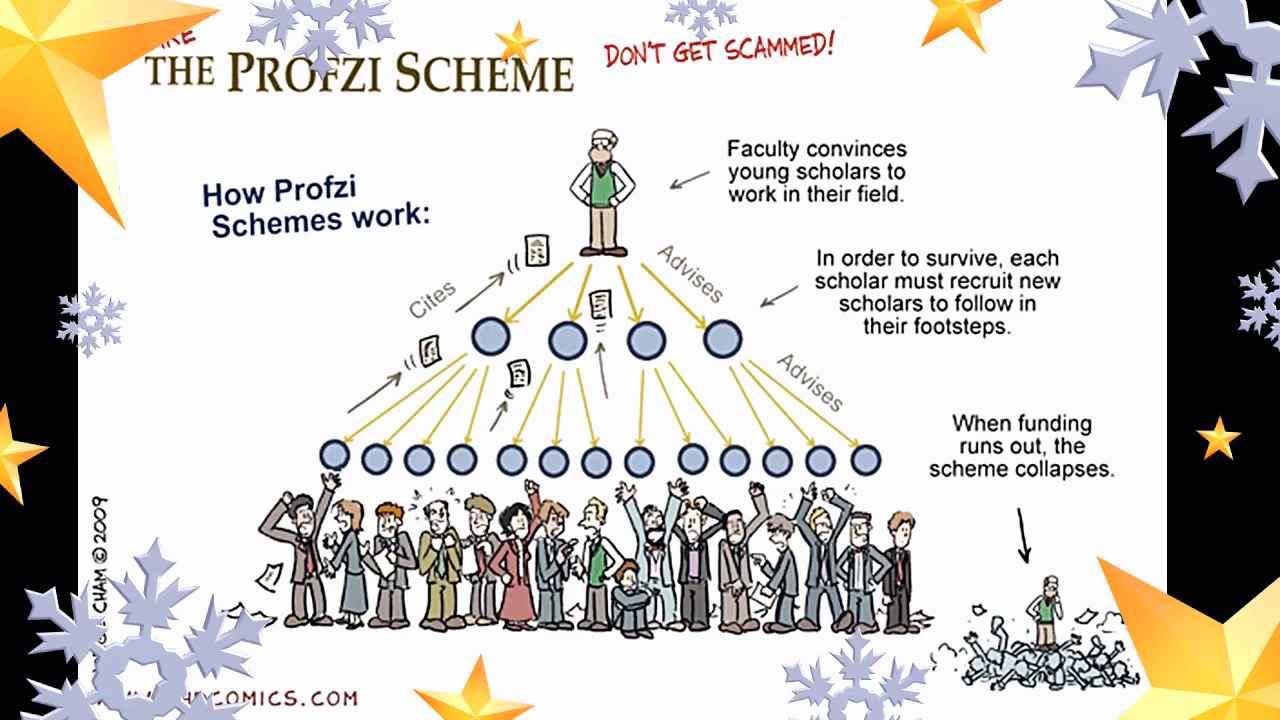 THE PROFZI SCHEME
DON'T GET SCAMMED!
How Profzi
Schemes work:
Faculty convinces
young scholars to
work in their field.
Cites
Advises
In order to survive, each
scholar must recruit new
scholars to follow in
their footsteps.
Advises
When funding
runs out, the
scheme collapses.
CHAM © 2009
COMICS.COM